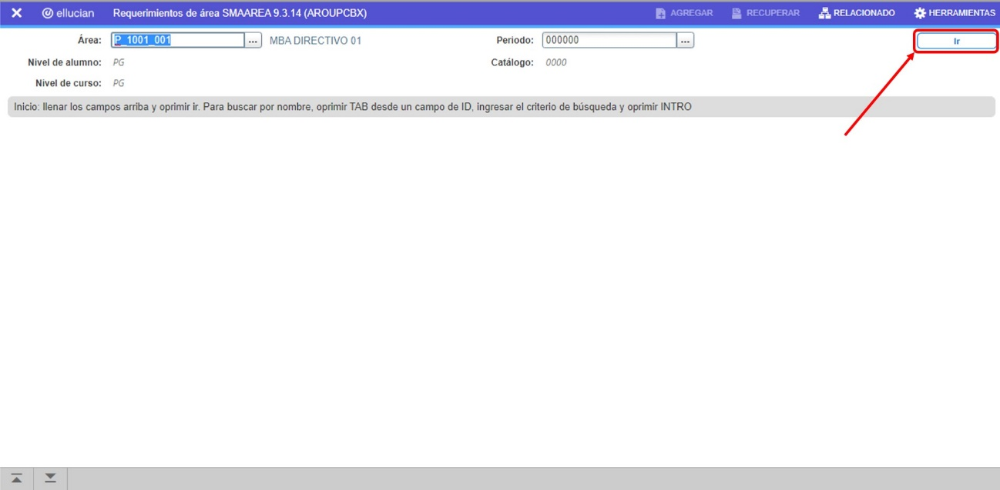 ellucian Requerimientos de área SMAAREA 9.3.14 (AROUPCBX) AGREGAR RECUPERAR RELACIONADO HERRAMIENTAS
Área: P_1001_001 ... MBA DIRECTIVO 01 Periodo: 000000 ... Ir
Nivel de alumno: PG Catálogo: 0000
Nivel de curso: PG
Inicio: llenar los campos arriba y oprimir ir. Para buscar por nombre, oprimir TAB desde un campo de ID, ingresar el criterio de búsqueda y oprimir INTRO